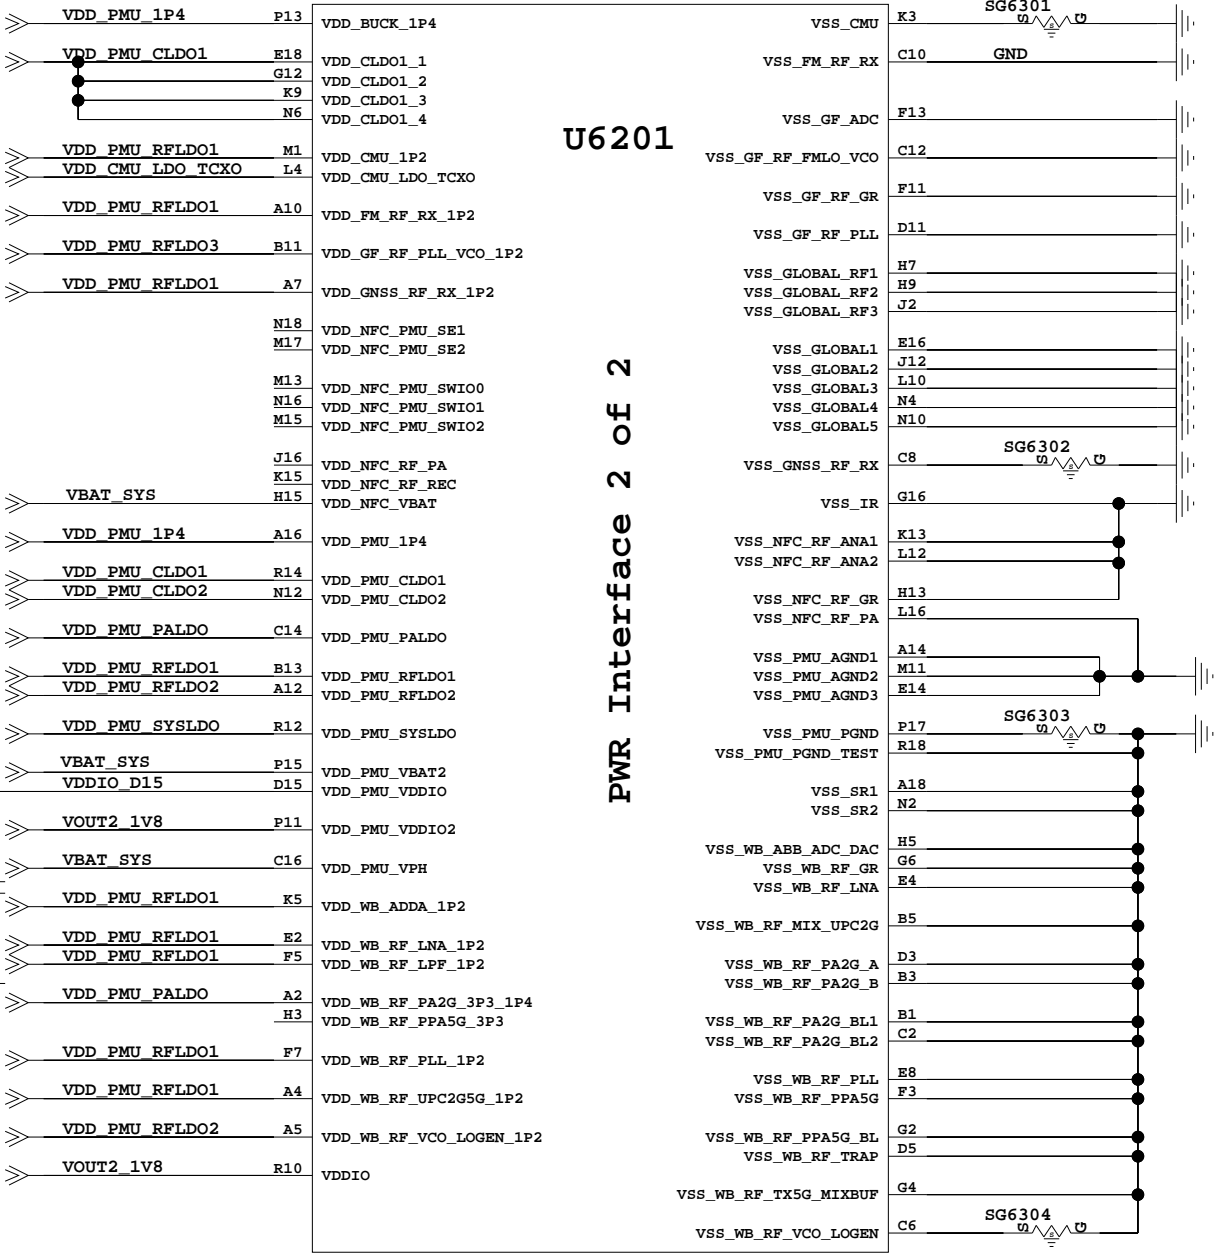 VDD_PMU_1P4 P13 VDD_BUCK_1P4
VDD_PMU_CLDO1 E18 VDD_CLDO1_1
G12 VDD_CLDO1_2
K9 VDD_CLDO1_3
N6 VDD_CLDO1_4
VDD_PMU_RFLDO1 M1 VDD_CMU_1P2
VDD_CMU_LDO_TCXO L4 VDD_CMU_LDO_TCXO
VDD_PMU_RFLDO1 A10 VDD_FM_RF_RX_1P2
VDD_PMU_RFLDO3 B11 VDD_GF_RF_PLL_VCO_1P2
VDD_PMU_RFLDO1 A7 VDD_GNSS_RF_RX_1P2
N18 VDD_NFC_PMU_SE1
M17 VDD_NFC_PMU_SE2
M13 VDD_NFC_PMU_SWIO0
N16 VDD_NFC_PMU_SWIO1
M15 VDD_NFC_PMU_SWIO2
J16 VDD_NFC_RF_PA
K15 VDD_NFC_RF_REC
VBAT_SYS H15 VDD_NFC_VBAT
VDD_PMU_1P4 A16 VDD_PMU_1P4
VDD_PMU_CLDO1 R14 VDD_PMU_CLDO1
VDD_PMU_CLDO2 N12 VDD_PMU_CLDO2
VDD_PMU_PALDO C14 VDD_PMU_PALDO
VDD_PMU_RFLDO1 B13 VDD_PMU_RFLDO1
VDD_PMU_RFLDO2 A12 VDD_PMU_RFLDO2
VDD_PMU_SYSLDO R12 VDD_PMU_SYSLDO
VBAT_SYS P15 VDD_PMU_VBAT2
VDDIO_D15 D15 VDD_PMU_VDDIO
VOUT2_1V8 P11 VDD_PMU_VDDIO2
VBAT_SYS C16 VDD_PMU_VPH
VDD_PMU_RFLDO1 K5 VDD_WB_ADDA_1P2
VDD_PMU_RFLDO1 E2 VDD_WB_RF_LNA_1P2
VDD_PMU_RFLDO1 F5 VDD_WB_RF_LPF_1P2
VDD_PMU_PALDO A2 VDD_WB_RF_PA2G_3P3_1P4
H3 VDD_WB_RF_PPA5G_3P3
VDD_PMU_RFLDO1 F7 VDD_WB_RF_PLL_1P2
VDD_PMU_RFLDO1 A4 VDD_WB_RF_UPC2G5G_1P2
VDD_PMU_RFLDO2 A5 VDD_WB_RF_VCO_LOGEN_1P2
VOUT2_1V8 R10 VDDIO
U6201
PWR Interface 2 of 2
VSS_CMU K3 SG6301 S s G
VSS_FM_RF_RX C10 GND
VSS_GF_ADC F13
VSS_GF_RF_FMLO_VCO C12
VSS_GF_RF_GR F11
VSS_GF_RF_PLL D11
VSS_GLOBAL_RF1 H7
VSS_GLOBAL_RF2 H9
VSS_GLOBAL_RF3 J2
VSS_GLOBAL1 E16
VSS_GLOBAL2 J12
VSS_GLOBAL3 L10
VSS_GLOBAL4 N4
VSS_GLOBAL5 N10
VSS_GNSS_RF_RX C8 SG6302 S s G
VSS_IR G16
VSS_NFC_RF_ANA1 K13
VSS_NFC_RF_ANA2 L12
VSS_NFC_RF_GR H13
VSS_NFC_RF_PA L16
VSS_PMU_AGND1 A14
VSS_PMU_AGND2 M11
VSS_PMU_AGND3 E14
VSS_PMU_PGND P17 SG6303 S s G
VSS_PMU_PGND_TEST R18
VSS_SR1 A18
VSS_SR2 N2
VSS_WB_ABB_ADC_DAC H5
VSS_WB_RF_GR G6
VSS_WB_RF_LNA E4
VSS_WB_RF_MIX_UPC2G B5
VSS_WB_RF_PA2G_A D3
VSS_WB_RF_PA2G_B B3
VSS_WB_RF_PA2G_BL1 B1
VSS_WB_RF_PA2G_BL2 C2
VSS_WB_RF_PLL E8
VSS_WB_RF_PPA5G F3
VSS_WB_RF_PPA5G_BL G2
VSS_WB_RF_TRAP D5
VSS_WB_RF_TX5G_MIXBUF G4
VSS_WB_RF_VCO_LOGEN C6 SG6304 S s G